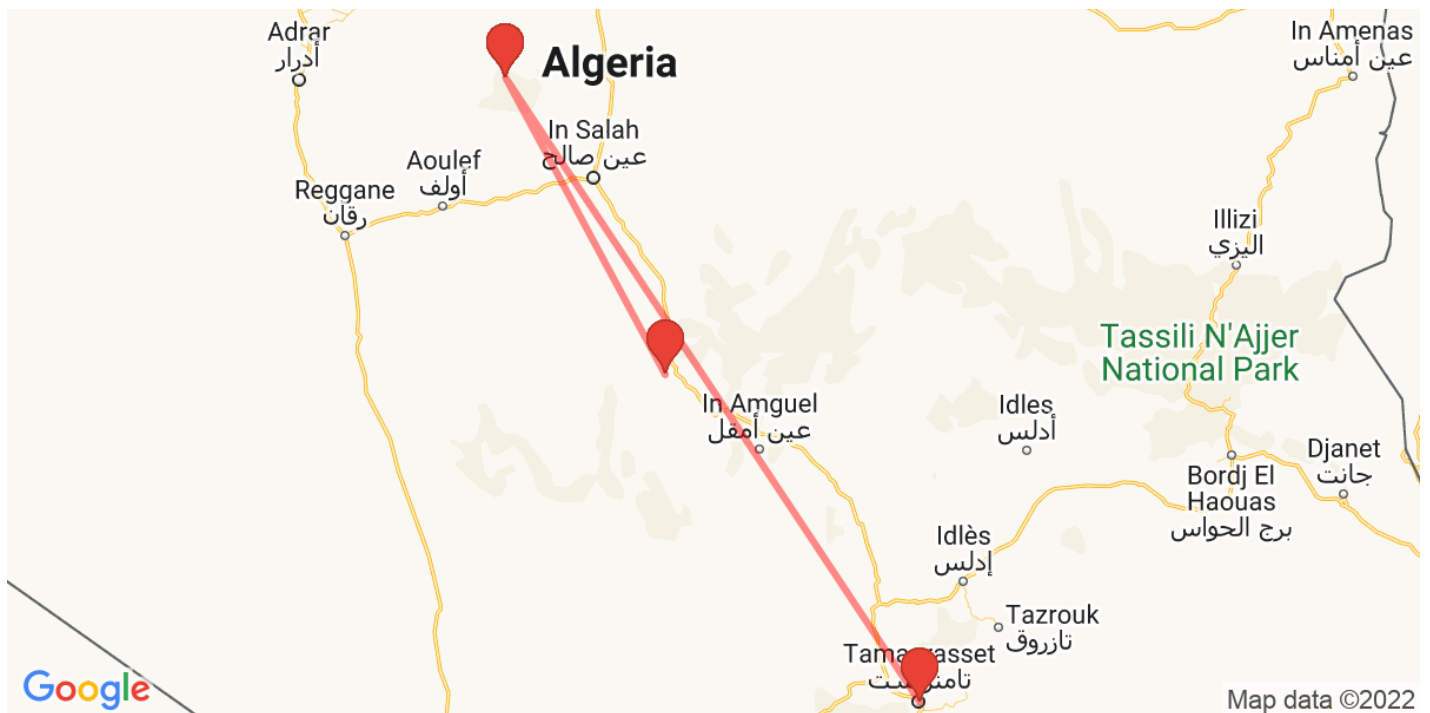 Adrar
أدرار
Algeria
In Amenas
عين أمناس
In Salah
عين صالح
Aoulef
أولف
Reggane
رقان
Illizi
اليزي
Tassili N'Ajjer
National Park
In Amguel
عين أمقل
Idles
أدلس
Djanet
جانت
Bordj El
Haouas
برج الحواس
Idlès
إدلس
Tazrouk
تازروق
Google
Map data ©2022